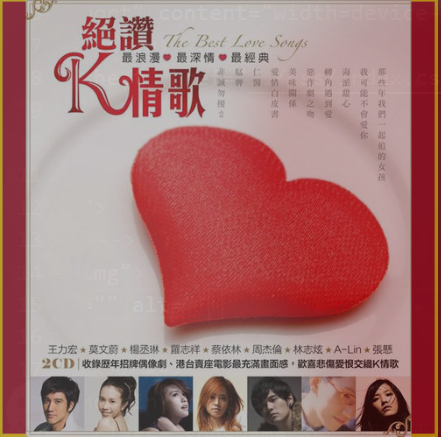 絕讚
The Best Love Songs
最浪漫♥最深情♥最經典
K情歌
那些年我們一起追的女孩
我可能不會愛你
海派甜心
轉角遇到愛
惡作劇之吻
美味關係
愛情白皮書
仁醫
艋舺
非誠勿擾2
王力宏★莫文蔚★楊丞琳★羅志祥★蔡依林★周杰倫★林志炫★A-Lin★張懸
2CD|收錄歷年招牌偶像劇、港台賣座電影最充滿畫面感，歡喜悲傷愛恨交織K情歌